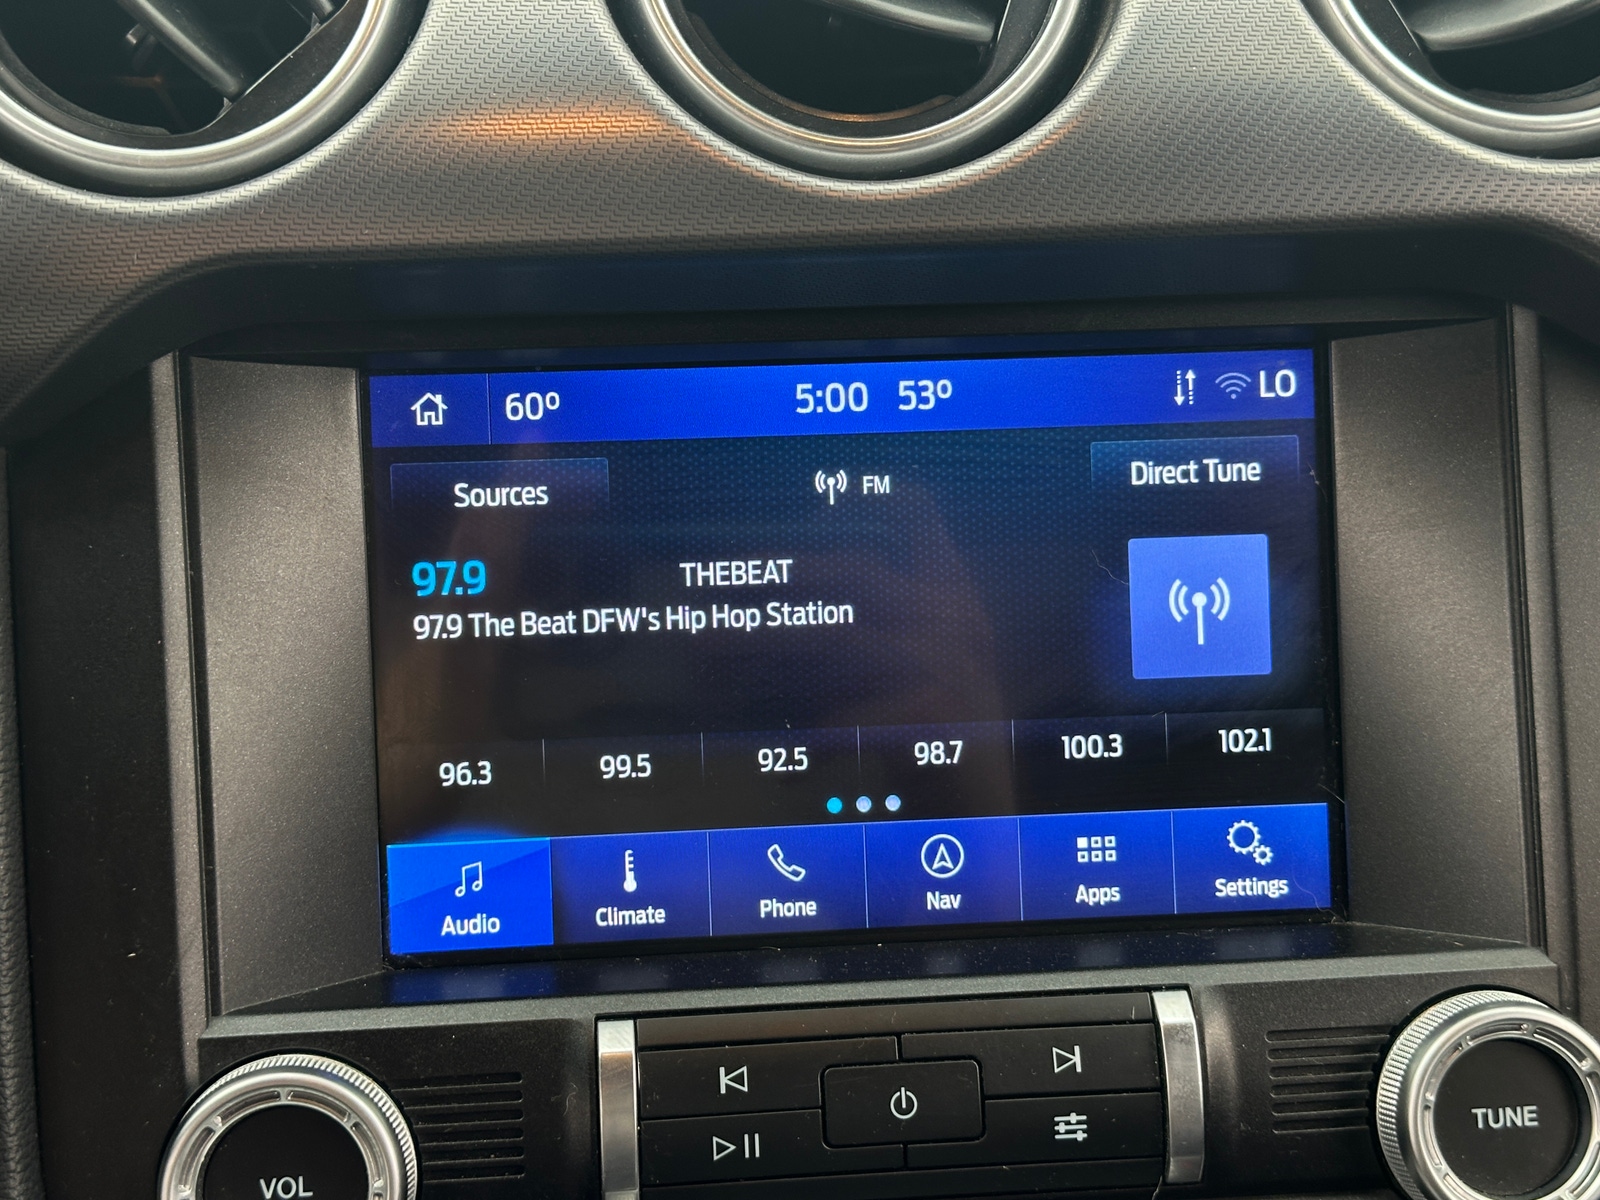 60° 5:00 53° LO
Sources FM Direct Tune
97.9 THEBEAT
97.9 The Beat DFW's Hip Hop Station
96.3 99.5 92.5 98.7 100.3 102.1
Audio Climate Phone Nav Apps Settings
VOL TUNE